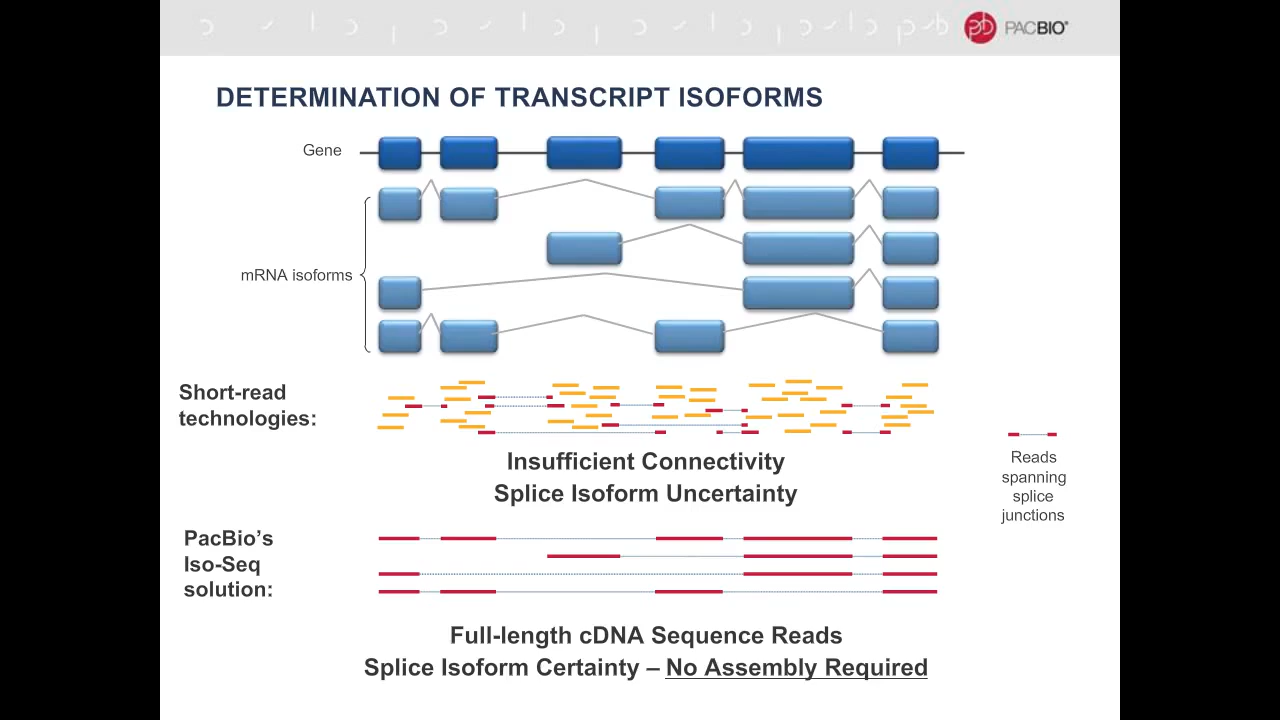 PACBIO®
DETERMINATION OF TRANSCRIPT ISOFORMS
Gene
mRNA isoforms
Short-read
technologies:
Insufficient Connectivity
Splice Isoform Uncertainty
Reads
spanning
splice
junctions
PacBio’s
Iso-Seq
solution:
Full-length cDNA Sequence Reads
Splice Isoform Certainty – No Assembly Required